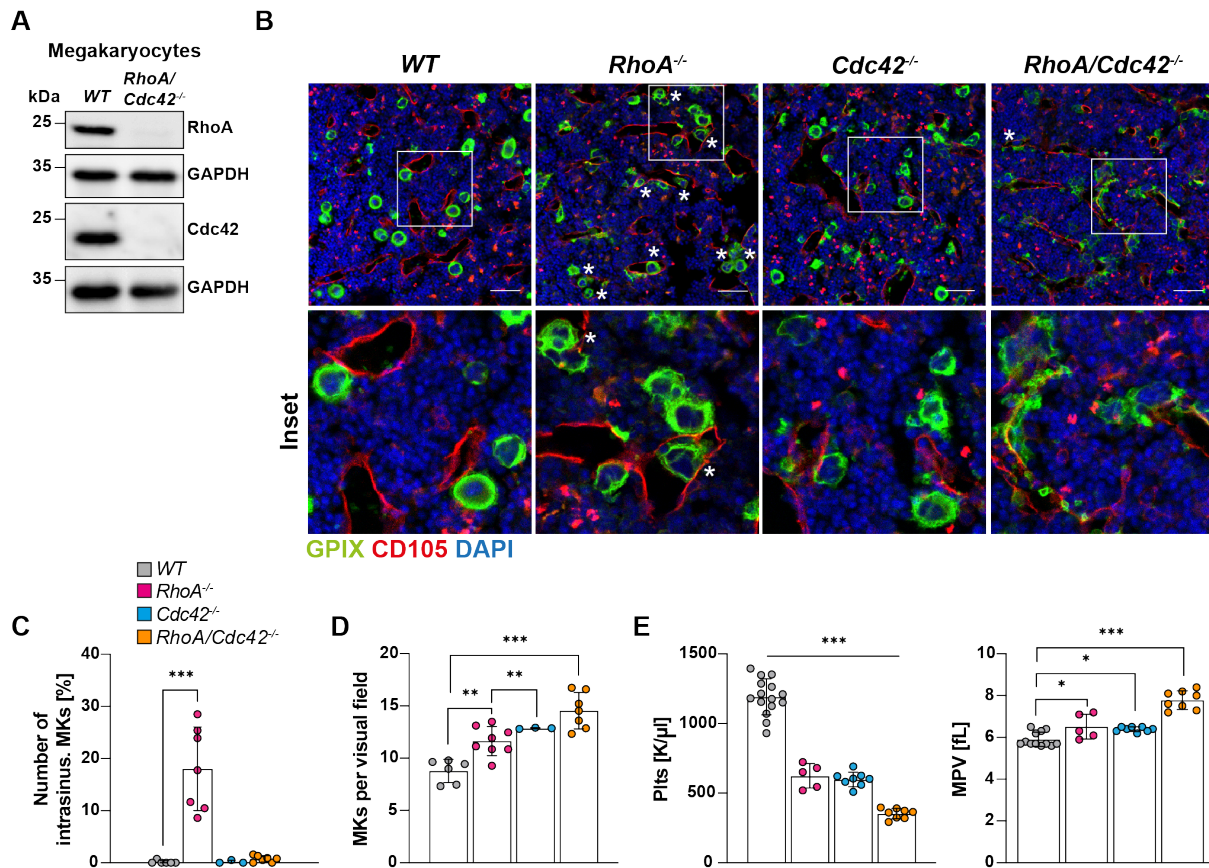 A
Megakaryocytes
kDa
WT
RhoA/
Cdc42-/-
25
RhoA
35
GAPDH
25
Cdc42
35
GAPDH
B
WT
RhoA-/-
Cdc42-/-
RhoA/Cdc42-/-
*
*
*
*
*
*
*
*
*
*
Inset
*
*
GPIX CD105 DAPI
WT
RhoA-/-
Cdc42-/-
RhoA/Cdc42-/-
C
Number of
intrasinus. MKs [%]
40
30
20
10
0
***
D
MKs per visual field
20
15
10
5
0
***
**
**
E
Plts [K/µl]
1500
1000
500
0
***
MPV [fL]
10
8
6
4
2
0
***
*
*